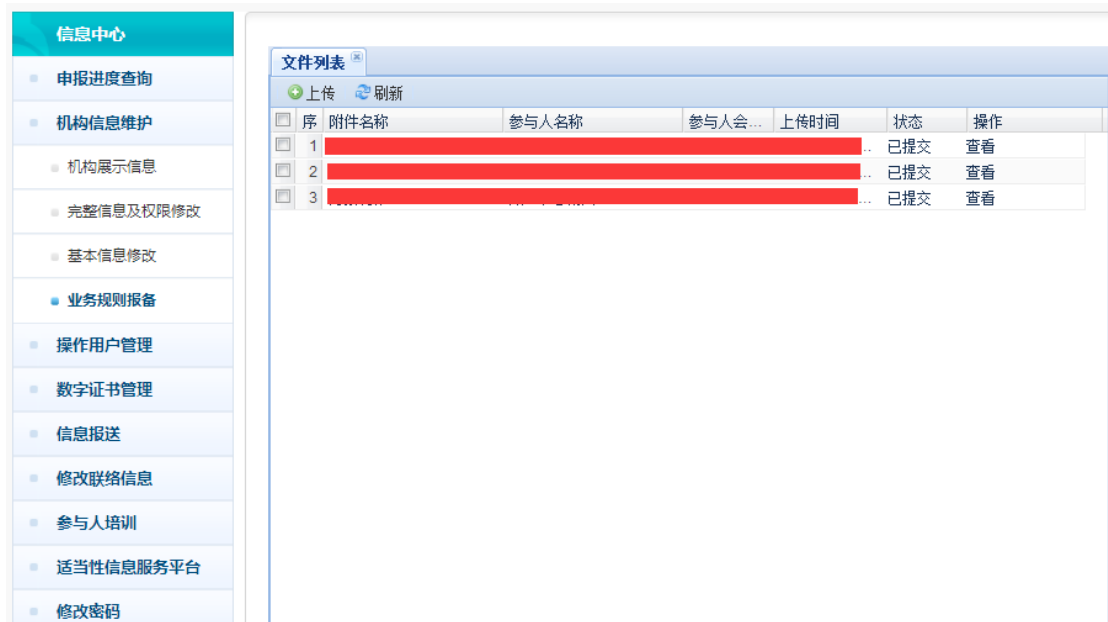 信息中心
申报进度查询
机构信息维护
机构展示信息
完整信息及权限修改
基本信息修改
业务规则报备
操作用户管理
数字证书管理
信息报送
修改联络信息
参与人培训
适当性信息服务平台
修改密码
文件列表
上传 刷新
序 附件名称 参与人名称 参与人会... 上传时间 状态 操作
1 .. 已提交 查看
2 .. 已提交 查看
3 ... 已提交 查看